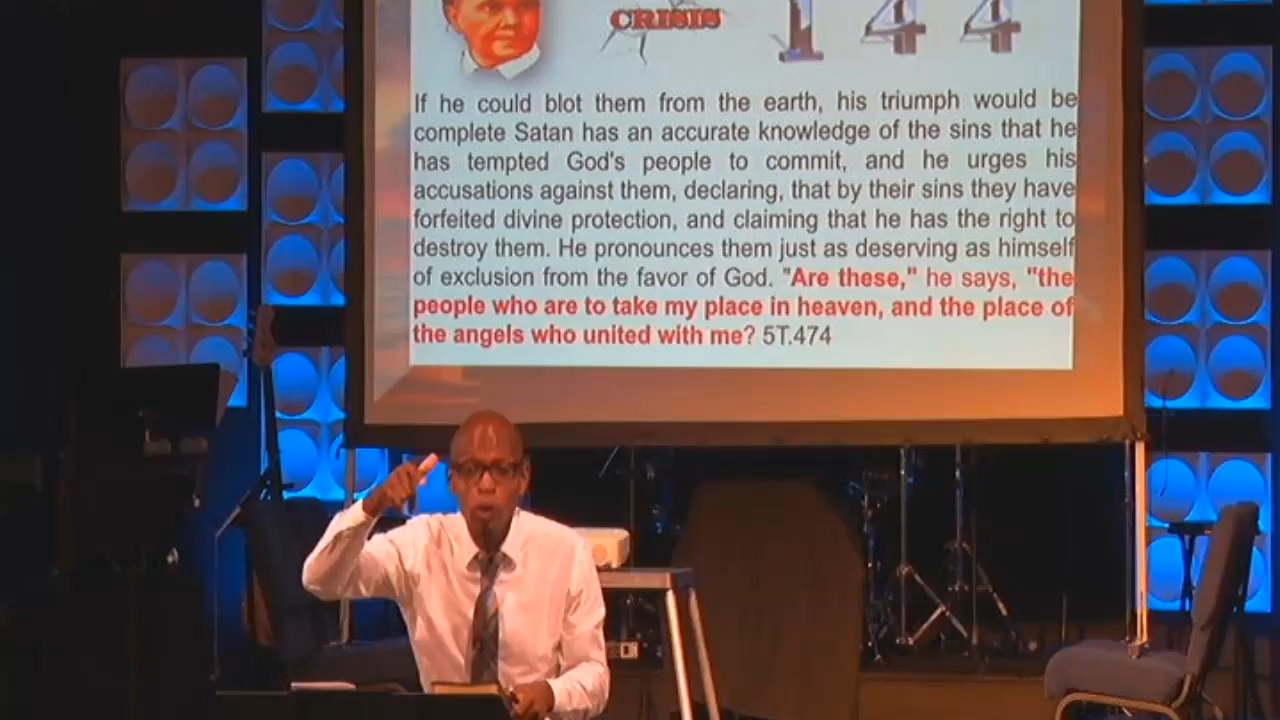 CRISIS 144
If he could blot them from the earth, his triumph would be
complete Satan has an accurate knowledge of the sins that he
has tempted God's people to commit, and he urges his
accusations against them, declaring, that by their sins they have
forfeited divine protection, and claiming that he has the right to
destroy them. He pronounces them just as deserving as himself
of exclusion from the favor of God. "Are these," he says, "the
people who are to take my place in heaven, and the place of
the angels who united with me? 5T.474